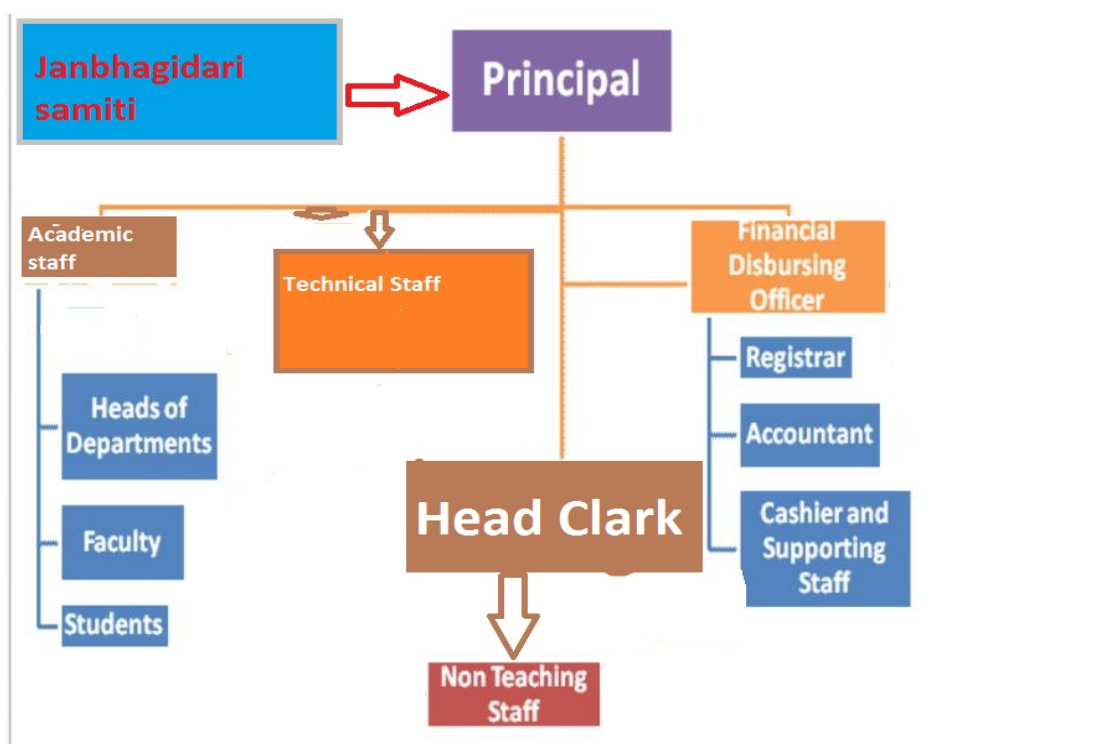 Janbhagidari
samiti
Principal
Academic
staff
Technical Staff
Financial
Disbursing
Officer
Registrar
Heads of
Departments
Accountant
Head Clark
Cashier and
Supporting
Staff
Faculty
Students
Non Teaching
Staff